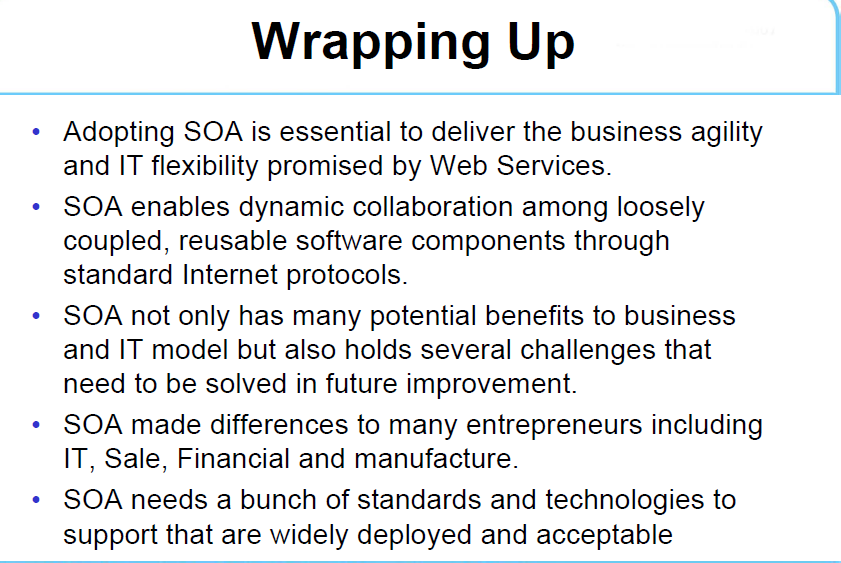 Wrapping Up
• Adopting SOA is essential to deliver the business agility
and IT flexibility promised by Web Services.
• SOA enables dynamic collaboration among loosely
coupled, reusable software components through
standard Internet protocols.
• SOA not only has many potential benefits to business
and IT model but also holds several challenges that
need to be solved in future improvement.
• SOA made differences to many entrepreneurs including
IT, Sale, Financial and manufacture.
• SOA needs a bunch of standards and technologies to
support that are widely deployed and acceptable